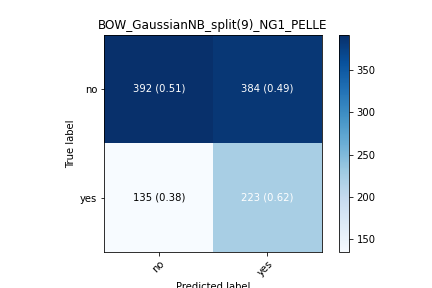 BOW_GaussianNB_split(9)_NG1_PELLE
no
392 (0.51)
384 (0.49)
yes
135 (0.38)
223 (0.62)
no
yes
True label
Predicted label
350
300
250
200
150